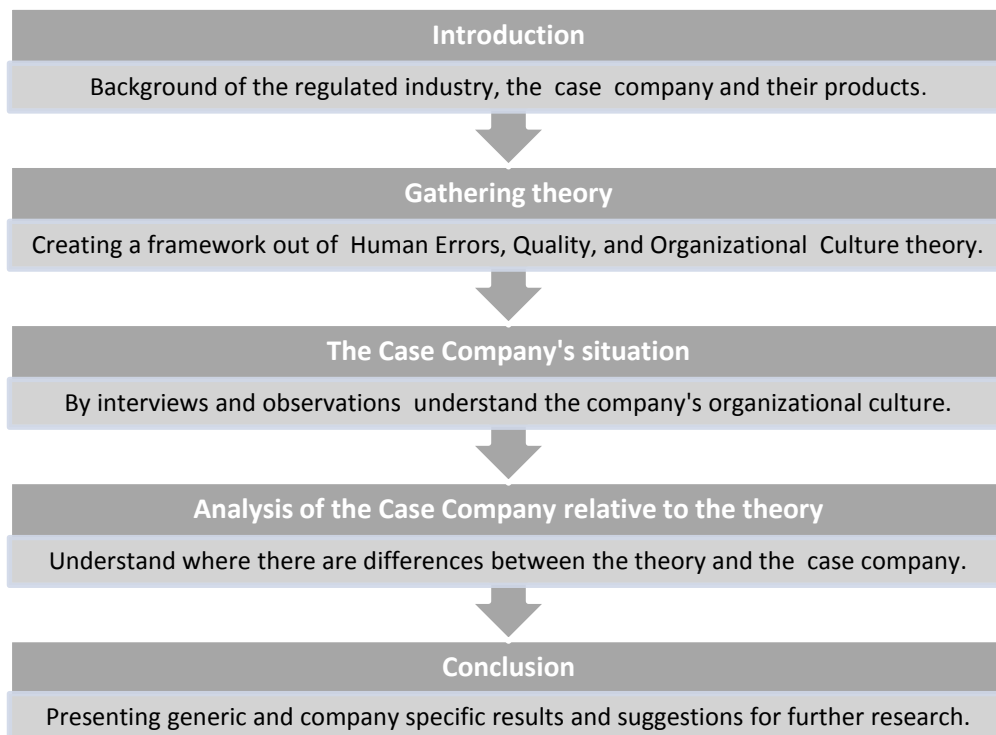 Introduction
Background of the regulated industry, the case company and their products.
Gathering theory
Creating a framework out of Human Errors, Quality, and Organizational Culture theory.
The Case Company's situation
By interviews and observations understand the company's organizational culture.
Analysis of the Case Company relative to the theory
Understand where there are differences between the theory and the case company.
Conclusion
Presenting generic and company specific results and suggestions for further research.